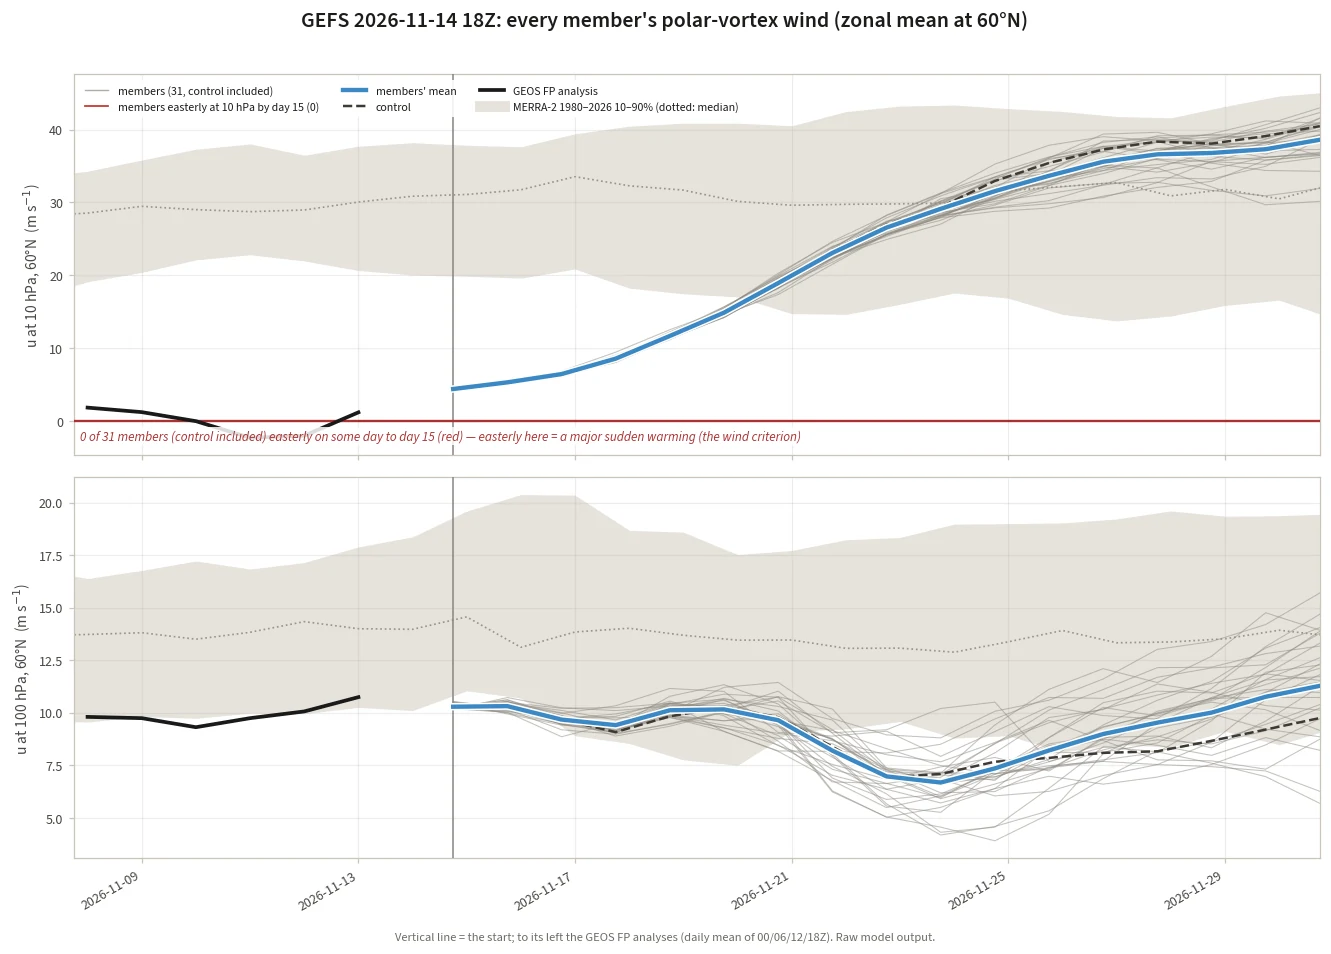 GEFS 2026-11-14 18Z: every member's polar-vortex wind (zonal mean at 60°N)
members (31, control included)
members easterly at 10 hPa by day 15 (0)
members' mean
control
GEOS FP analysis
MERRA-2 1980–2026 10–90% (dotted: median)
u at 10 hPa, 60°N (m s⁻¹)
40
30
20
10
0
0 of 31 members (control included) easterly on some day to day 15 (red) — easterly here = a major sudden warming (the wind criterion)
u at 100 hPa, 60°N (m s⁻¹)
20.0
17.5
15.0
12.5
10.0
7.5
5.0
2026-11-09
2026-11-13
2026-11-17
2026-11-21
2026-11-25
2026-11-29
Vertical line = the start; to its left the GEOS FP analyses (daily mean of 00/06/12/18Z). Raw model output.